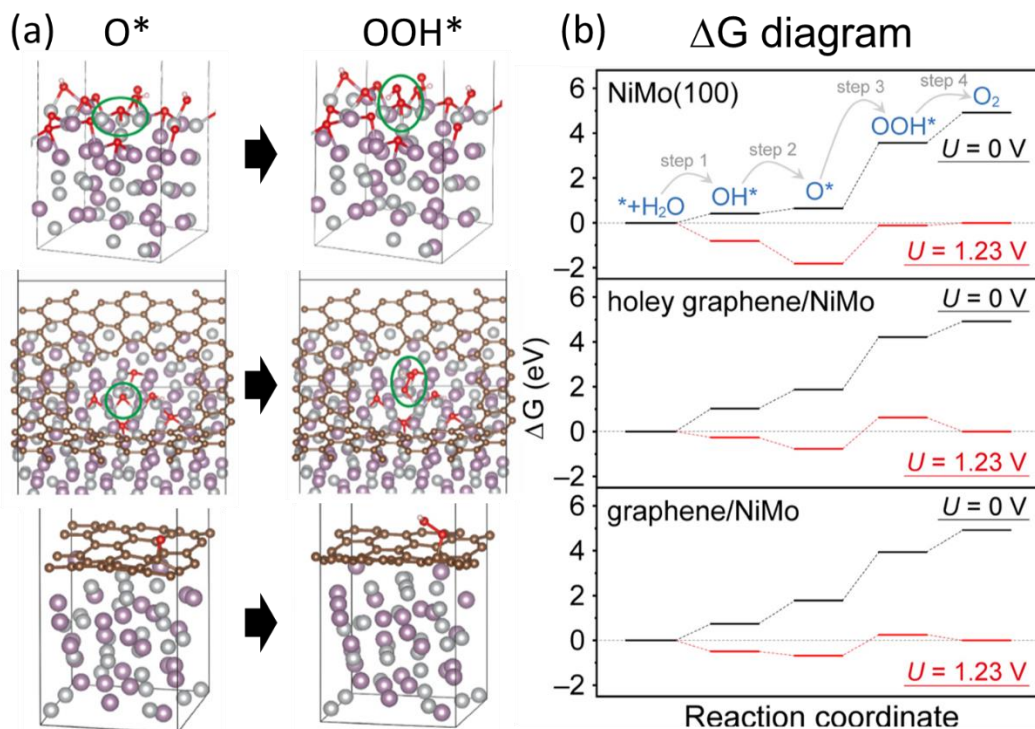 (a) O* OOH*
(b) ΔG diagram
NiMo(100)
step 1
step 2
step 3
step 4
*+H₂O
OH*
O*
OOH*
O₂
U = 0 V
U = 1.23 V
6
4
2
0
−2
holey graphene/NiMo
U = 0 V
U = 1.23 V
6
4
2
0
graphene/NiMo
U = 0 V
U = 1.23 V
6
4
2
0
−2
ΔG (eV)
Reaction coordinate